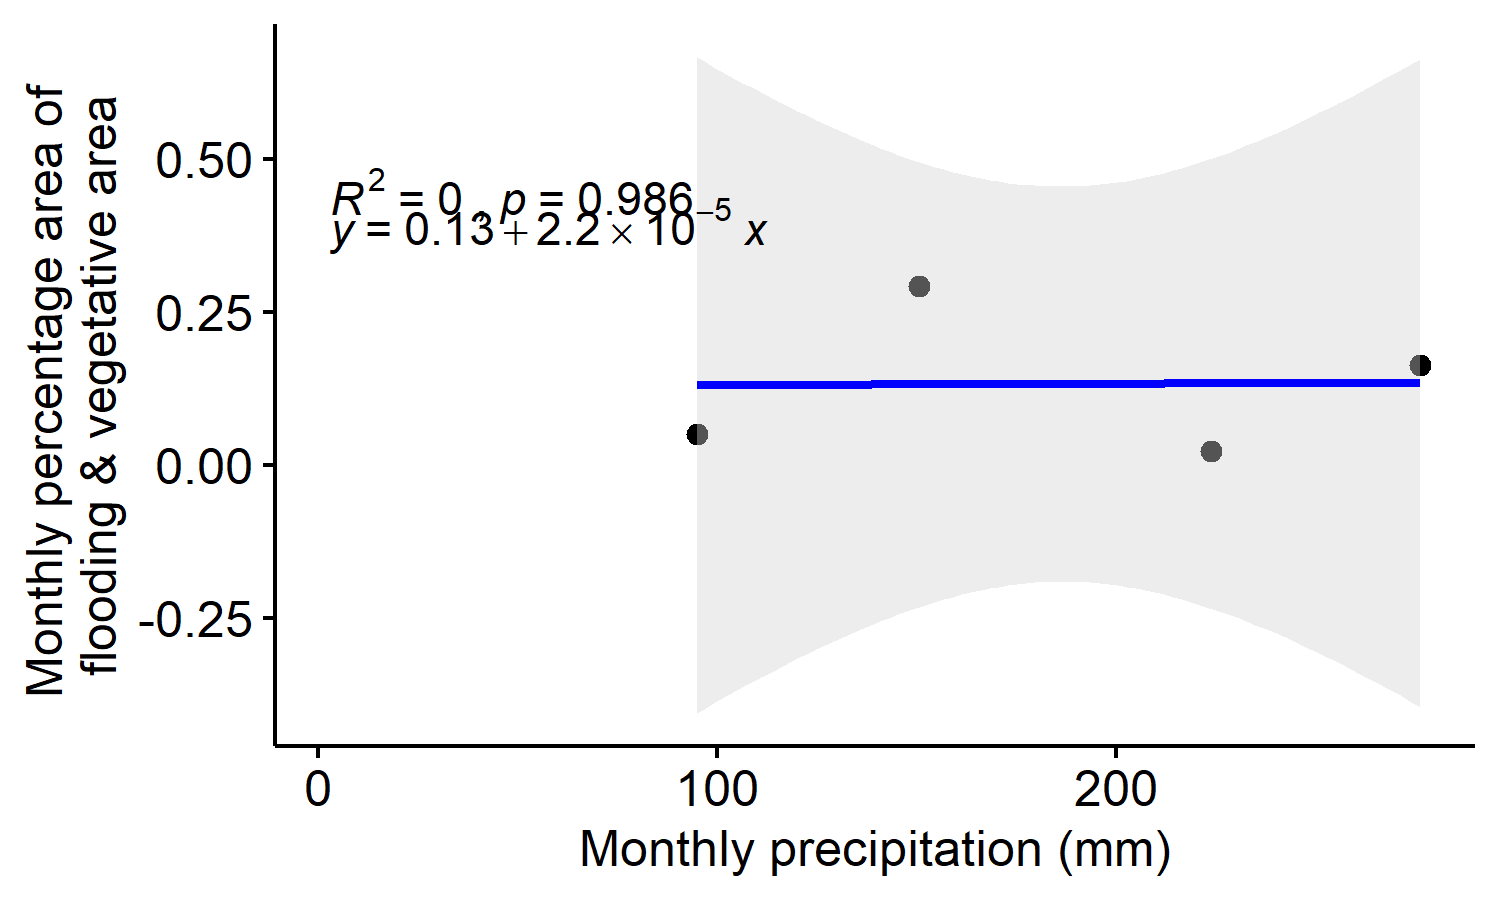 Monthly percentage area of
flooding & vegetative area
0.50
0.25
0.00
-0.25
R² = 0 , p = 0.986
y = 0.13 + 2.2 × 10⁻⁵ x
0
100
200
Monthly precipitation (mm)